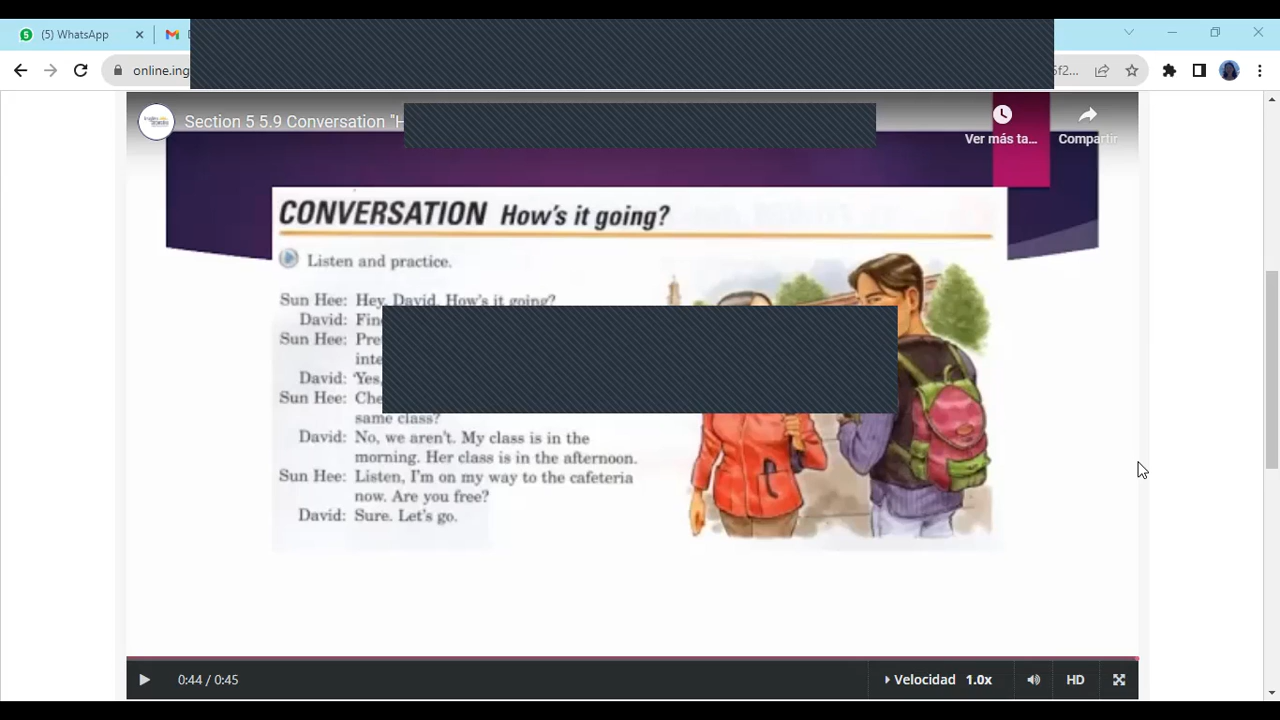 (5) WhatsApp
online.ing
5f2...
Section 5 5.9 Conversation "H
Ver más ta...
Compartir
CONVERSATION How's it going?
Listen and practice.
Sun Hee: Hey, David. How's it going?
David:
Sun Hee:
David: Yes,
Sun Hee:
same class?
David: No, we aren't. My class is in the
morning. Her class is in the afternoon.
Sun Hee: Listen, I'm on my way to the cafeteria
now. Are you free?
David: Sure. Let's go.
0:44 / 0:45
Velocidad 1.0x
HD